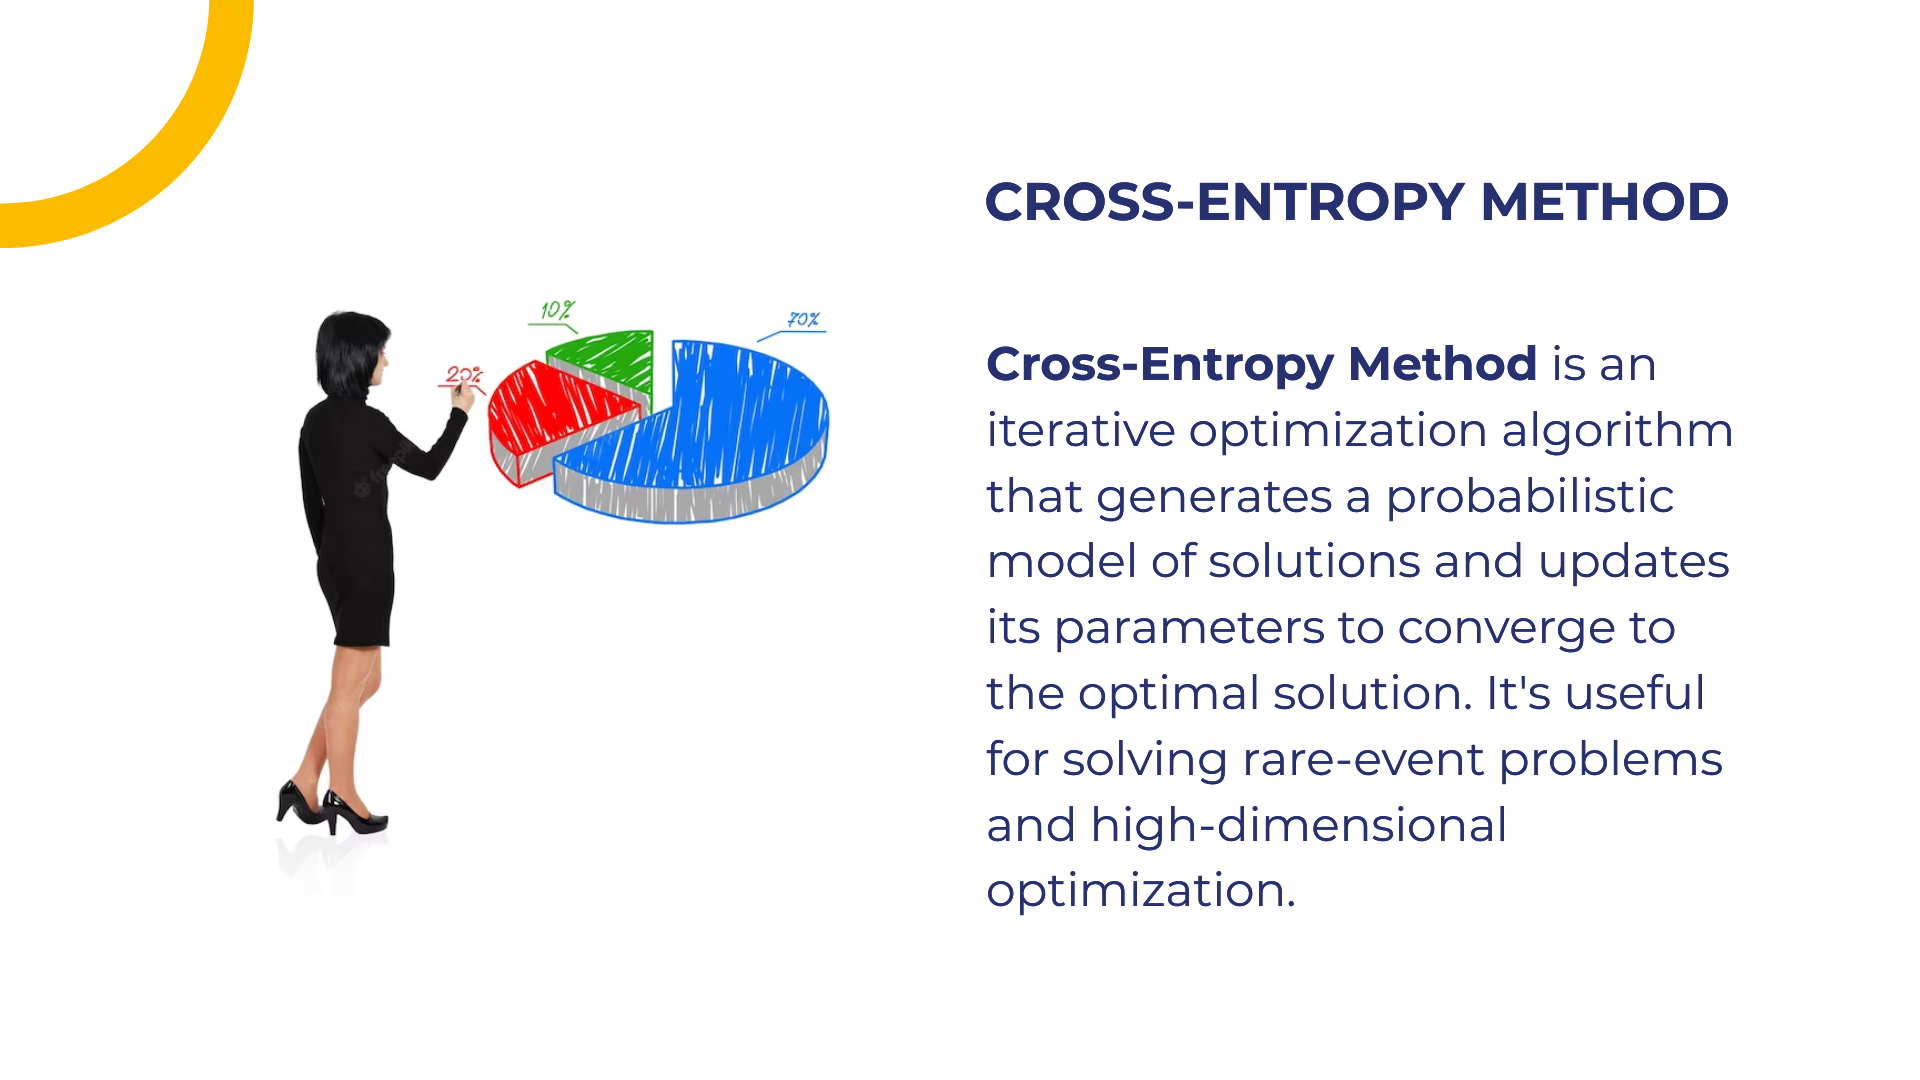 CROSS-ENTROPY METHOD
10%
70%
20%
Cross-Entropy Method is an
iterative optimization algorithm
that generates a probabilistic
model of solutions and updates
its parameters to converge to
the optimal solution. It's useful
for solving rare-event problems
and high-dimensional
optimization.